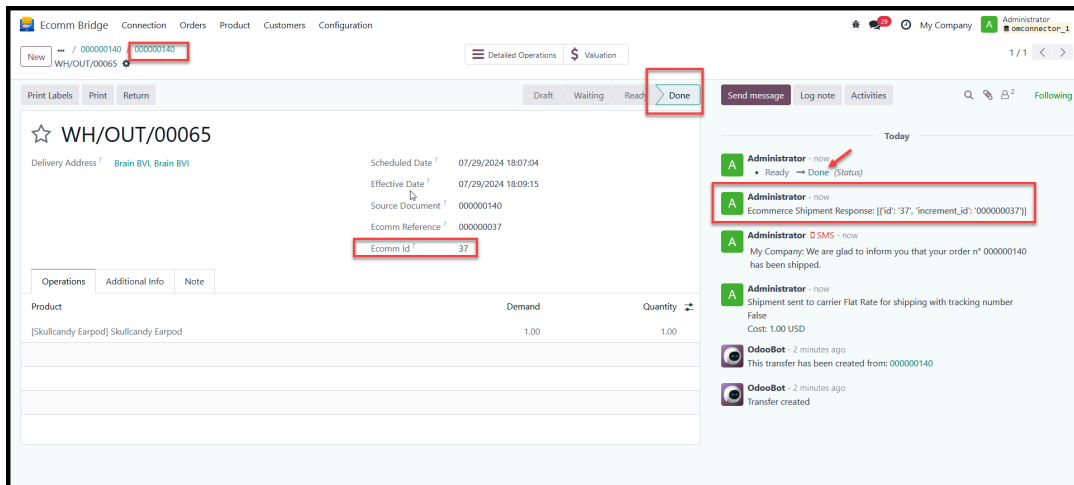 Ecomm Bridge Connection Orders Product Customers Configuration
29 My Company A Administrator
omconnector_1
New ••• / 000000140 / 000000140
WH/OUT/00065
Detailed Operations $ Valuation
1 / 1
Print Labels Print Return
Draft Waiting Ready Done
Send message Log note Activities
2 Following
WH/OUT/00065
Delivery Address ? Brain BVI, Brain BVI
Scheduled Date ? 07/29/2024 18:07:04
Effective Date ? 07/29/2024 18:09:15
Source Document ? 000000140
Ecomm Reference ? 000000037
Ecomm Id ? 37
Operations Additional Info Note
Product Demand Quantity
[Skullcandy Earpod] Skullcandy Earpod 1.00 1.00
Today
A Administrator - now
• Ready → Done (Status)
A Administrator - now
Ecommerce Shipment Response: [{'id': '37', 'increment_id': '000000037'}]
A Administrator SMS - now
My Company: We are glad to inform you that your order n° 000000140
has been shipped.
A Administrator - now
Shipment sent to carrier Flat Rate for shipping with tracking number
False
Cost: 1.00 USD
OdooBot - 2 minutes ago
This transfer has been created from: 000000140
OdooBot - 2 minutes ago
Transfer created